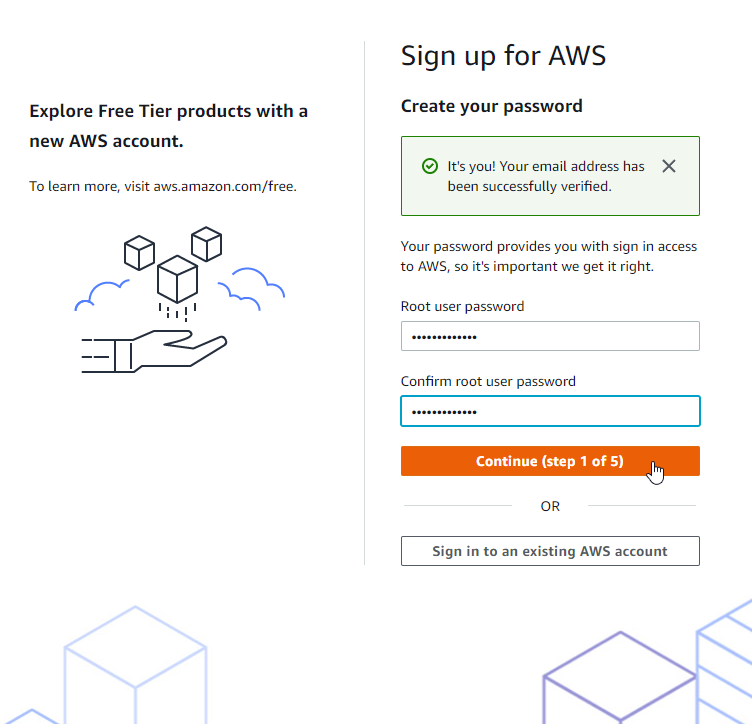 Explore Free Tier products with a
new AWS account.
To learn more, visit aws.amazon.com/free.
Sign up for AWS
Create your password
It's you! Your email address has
been successfully verified.
Your password provides you with sign in access
to AWS, so it's important we get it right.
Root user password
•••••••••••••
Confirm root user password
•••••••••••••
Continue (step 1 of 5)
OR
Sign in to an existing AWS account